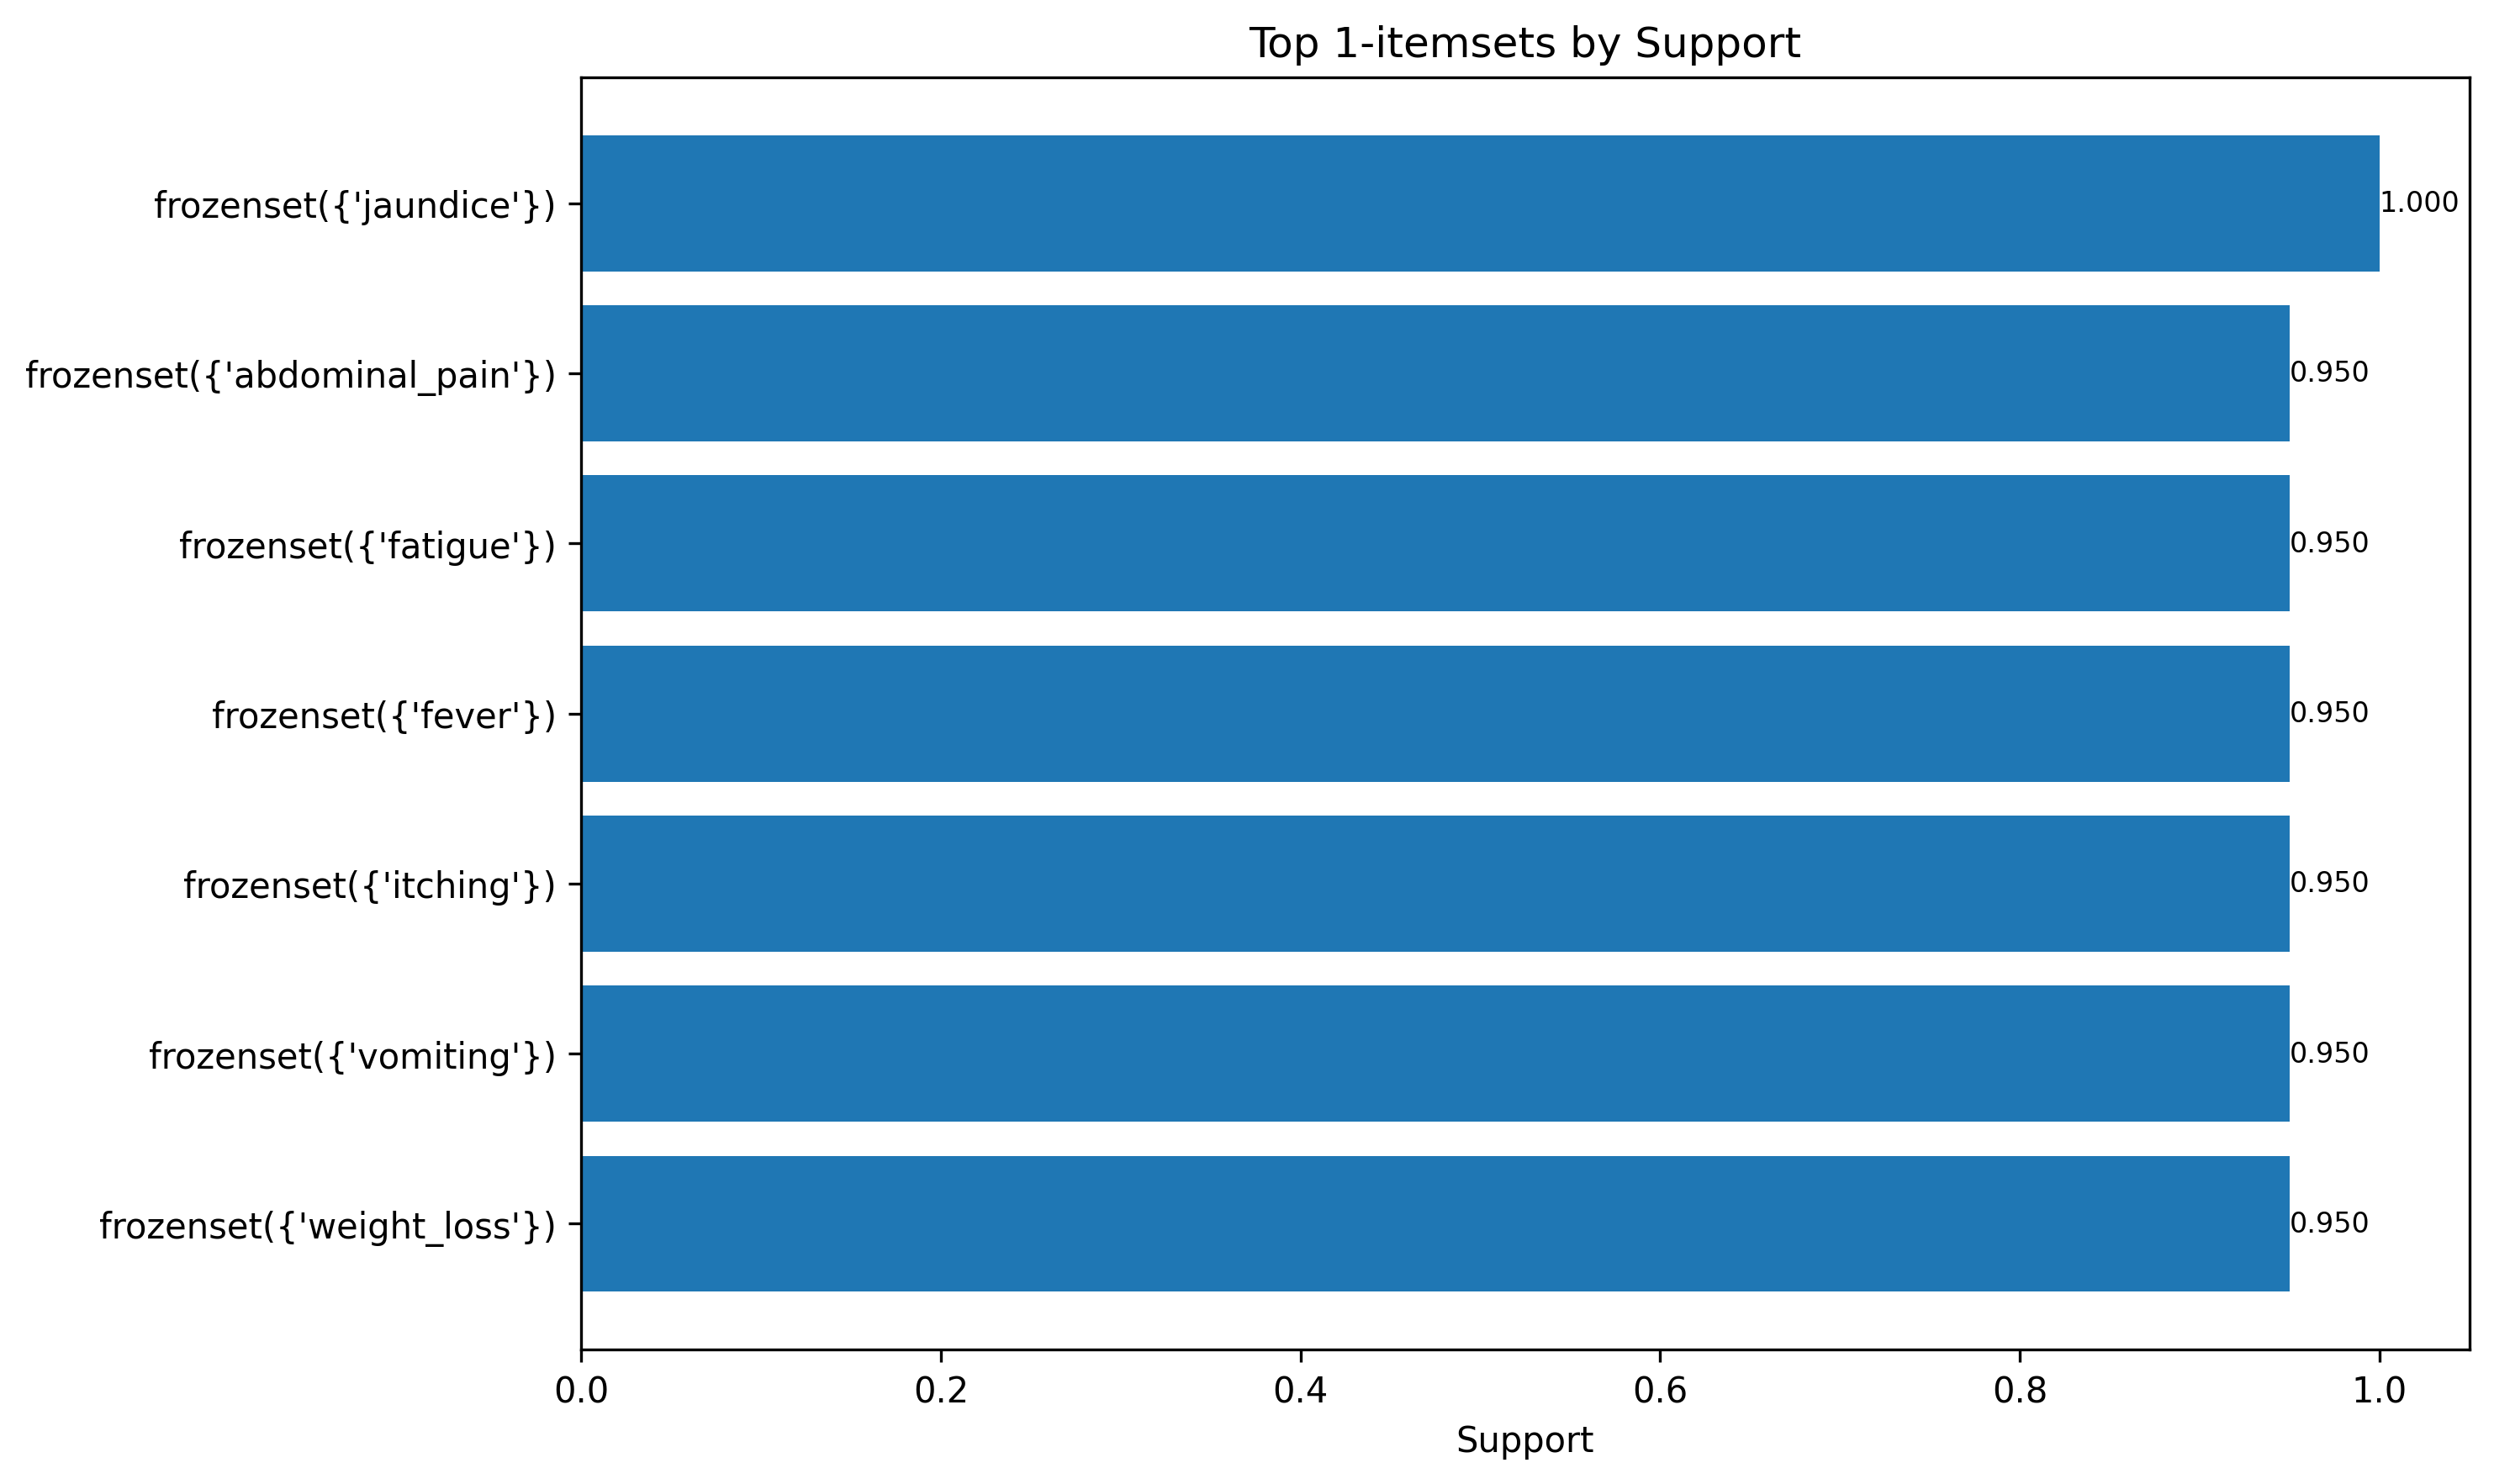 Top 1-itemsets by Support
frozenset({'jaundice'})
1.000
frozenset({'abdominal_pain'})
0.950
frozenset({'fatigue'})
0.950
frozenset({'fever'})
0.950
frozenset({'itching'})
0.950
frozenset({'vomiting'})
0.950
frozenset({'weight_loss'})
0.950
0.0 0.2 0.4 0.6 0.8 1.0
Support